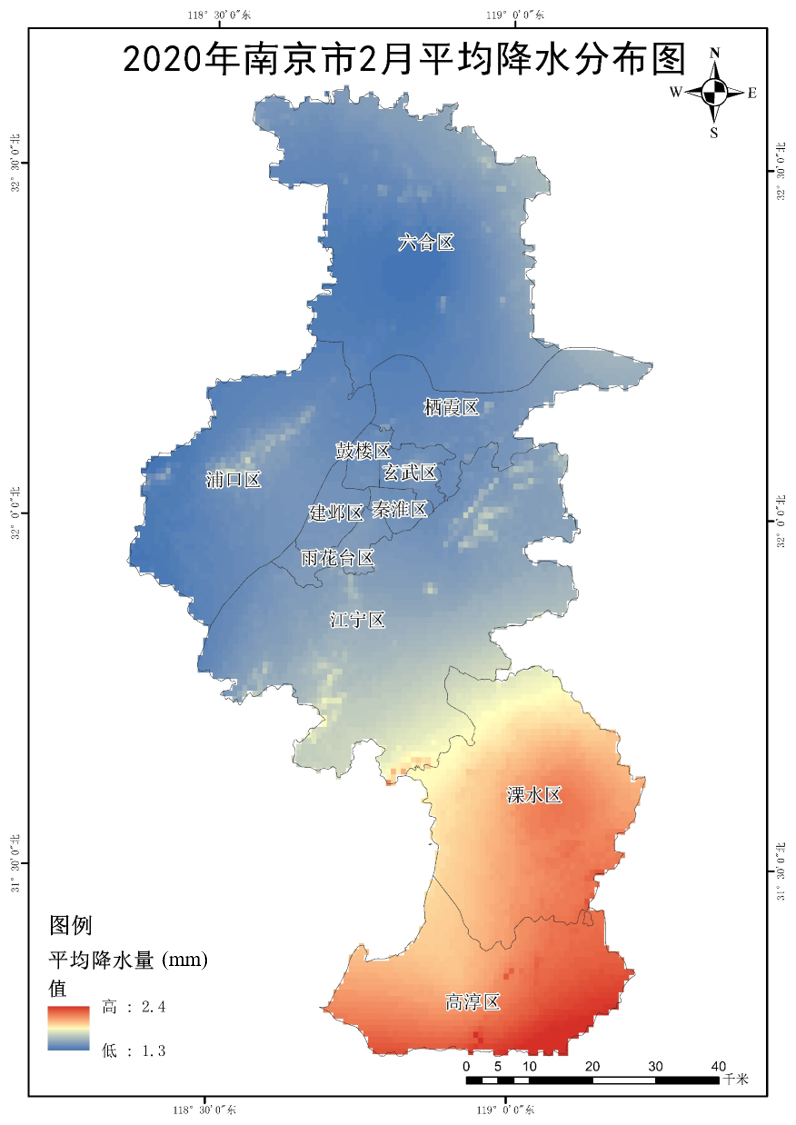 118° 30′0″东
119° 0′0″东
2020年南京市2月平均降水分布图
N
W
E
S
32° 30′0″北
32° 30′0″北
六合区
栖霞区
鼓楼区
玄武区
浦口区
建邺区
秦淮区
32° 0′0″北
32° 0′0″北
雨花台区
江宁区
溧水区
31° 30′0″北
31° 30′0″北
图例
平均降水量 (mm)
值
高 : 2.4
低 : 1.3
高淳区
0 5 10 20 30 40
千米
118° 30′0″东
119° 0′0″东